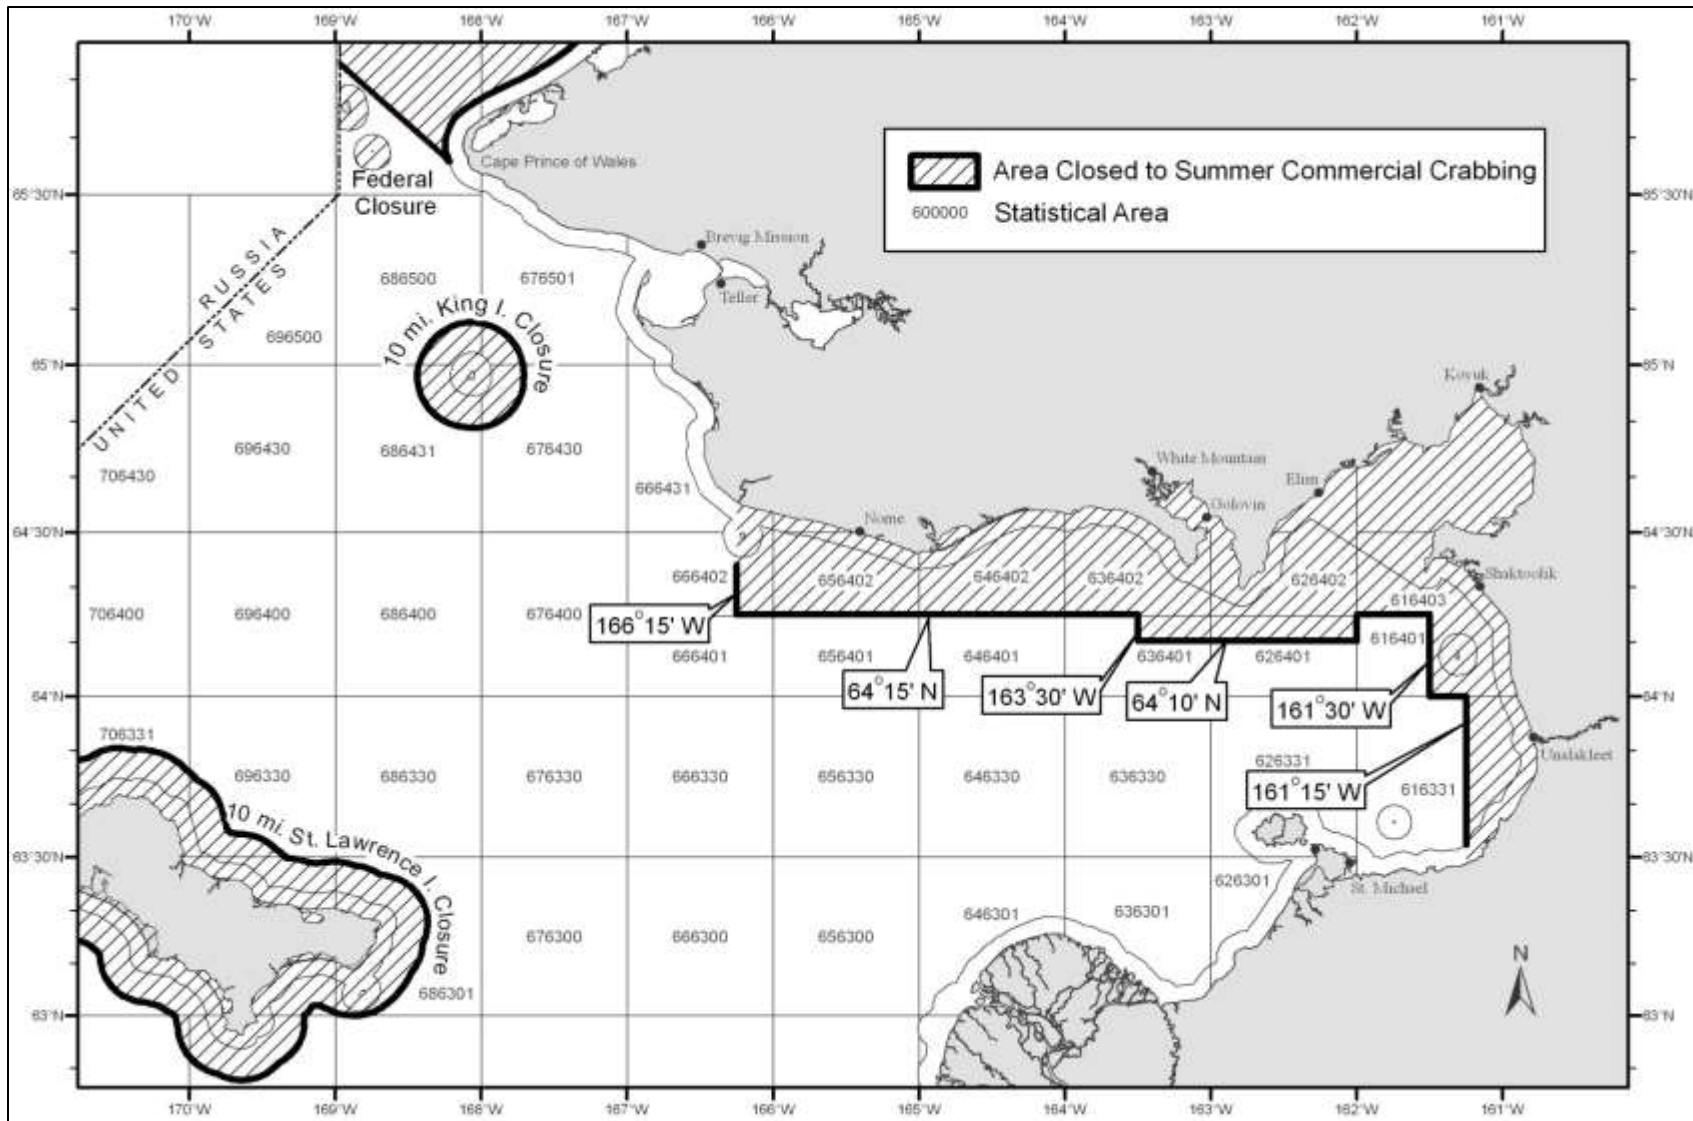 170°W 169°W 168°W 167°W 166°W 165°W 164°W 163°W 162°W 161°W
Cape Prince of Wales
Area Closed to Summer Commercial Crabbing
600000 Statistical Area
Federal
Closure
65°30'N 65°30'N
RUSSIA
UNITED STATES
Brevig Mission
Teller
686500 676501
696500
10 mi. King I. Closure
65°N 65°N
Koyuk
696430 686431 676430
706430
666431
White Mountain
Elim
Golovin
Nome
64°30'N 64°30'N
Shaktoolik
666402 656402 646402 636402 626402
616403
706400 696400 686400 676400
166°15' W
616401
666401 656401 646401 636401 626401
64°15' N
163°30' W
64°10' N
161°30' W
64°N 64°N
706331
Unalakleet
696330 686330 676330 666330 656330 646330 636330
626331
161°15' W
616331
10 mi. St. Lawrence I. Closure
63°30'N 63°30'N
626301
St. Michael
646301 636301
676300 666300 656300
686301
N
63°N 63°N
170°W 169°W 168°W 167°W 166°W 165°W 164°W 163°W 162°W 161°W